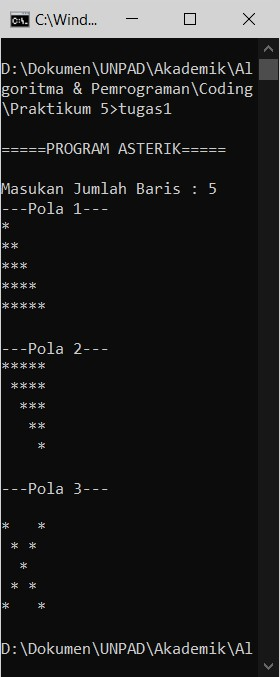 C:\Wind...
D:\Dokumen\UNPAD\Akademik\Al
goritma & Pemrograman\Coding
\Praktikum 5>tugas1
=====PROGRAM ASTERIK=====
Masukan Jumlah Baris : 5
---Pola 1---
*
**
***
****
*****
---Pola 2---
*****
 ****
  ***
   **
    *
---Pola 3---
*   *
 * *
  *
 * *
*   *
D:\Dokumen\UNPAD\Akademik\Al